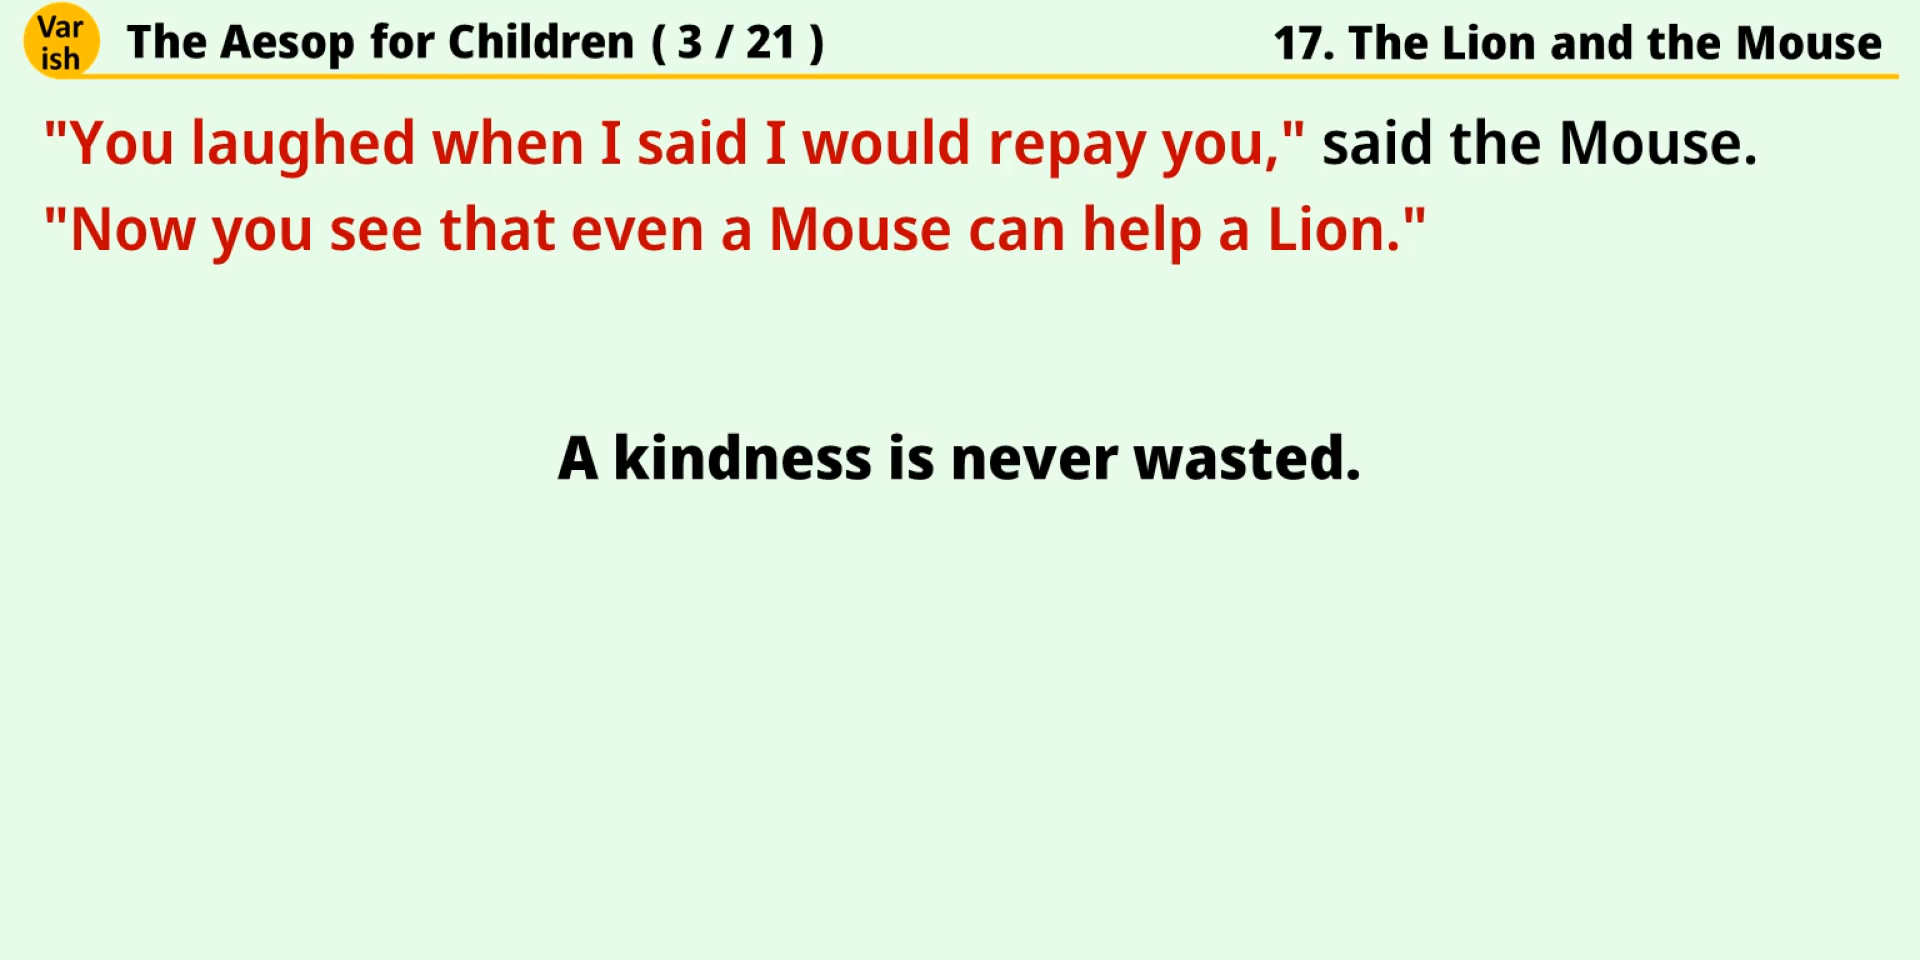 Var
ish
The Aesop for Children ( 3 / 21 )
17. The Lion and the Mouse
"You laughed when I said I would repay you," said the Mouse.
"Now you see that even a Mouse can help a Lion."
A kindness is never wasted.